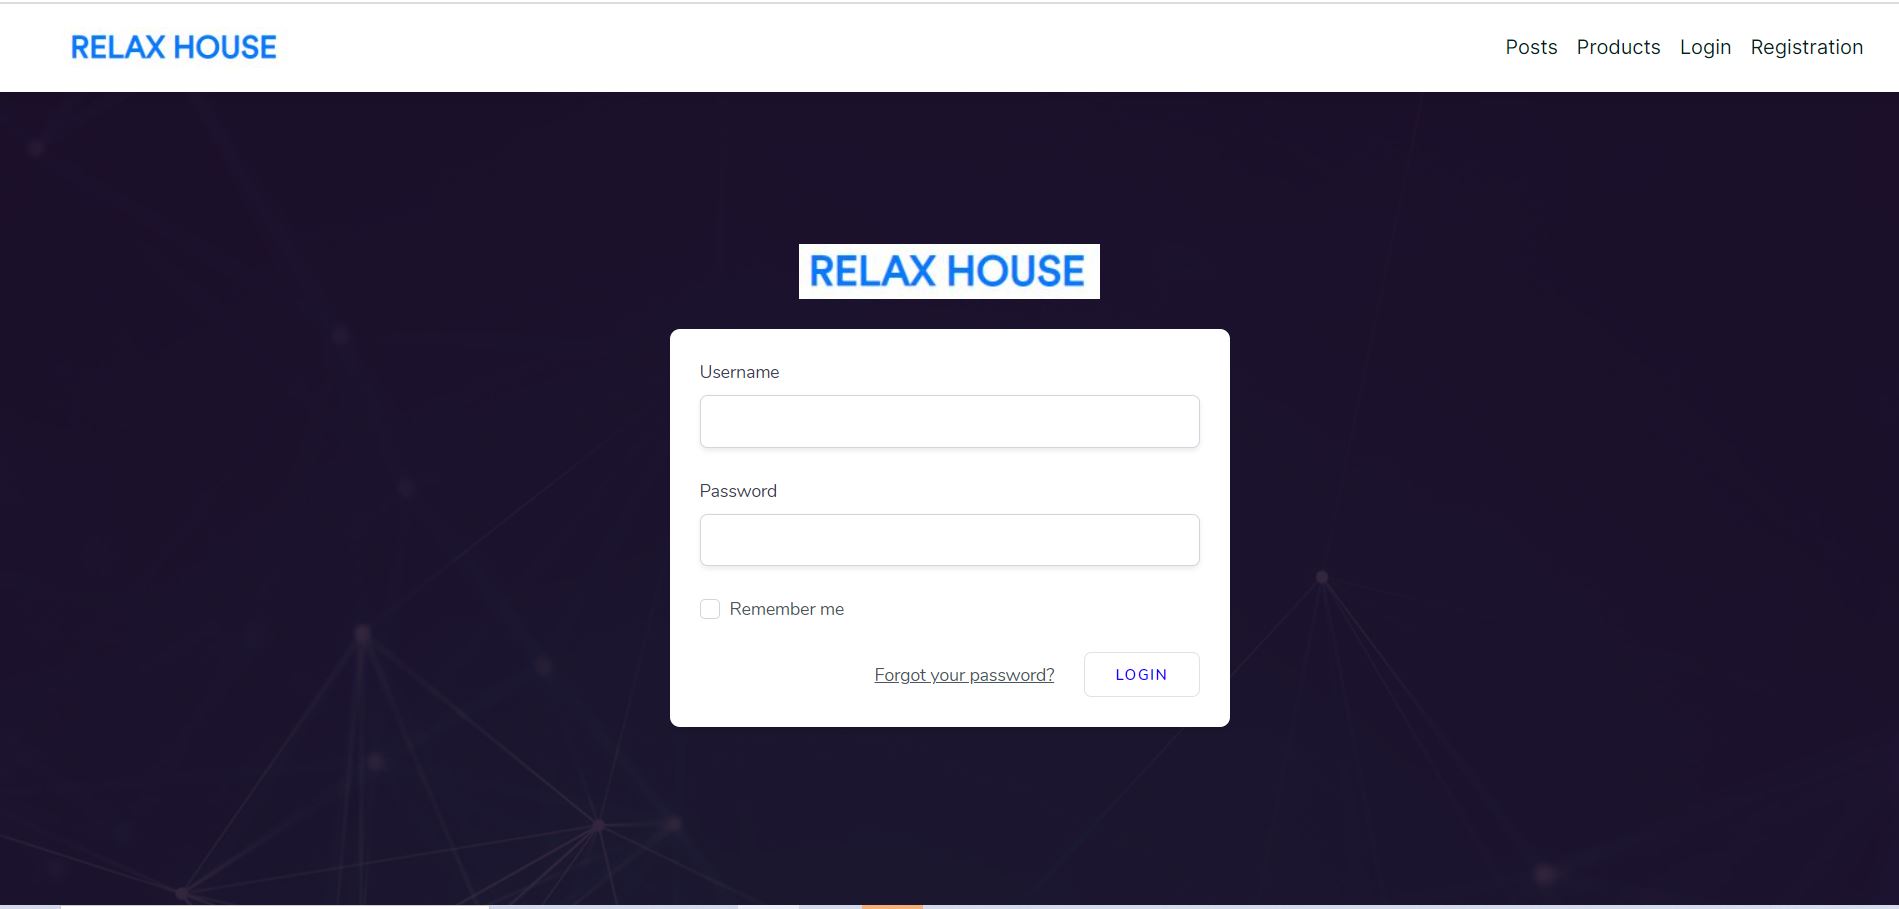 RELAX HOUSE
Posts Products Login Registration
RELAX HOUSE
Username
Password
Remember me
Forgot your password? LOGIN